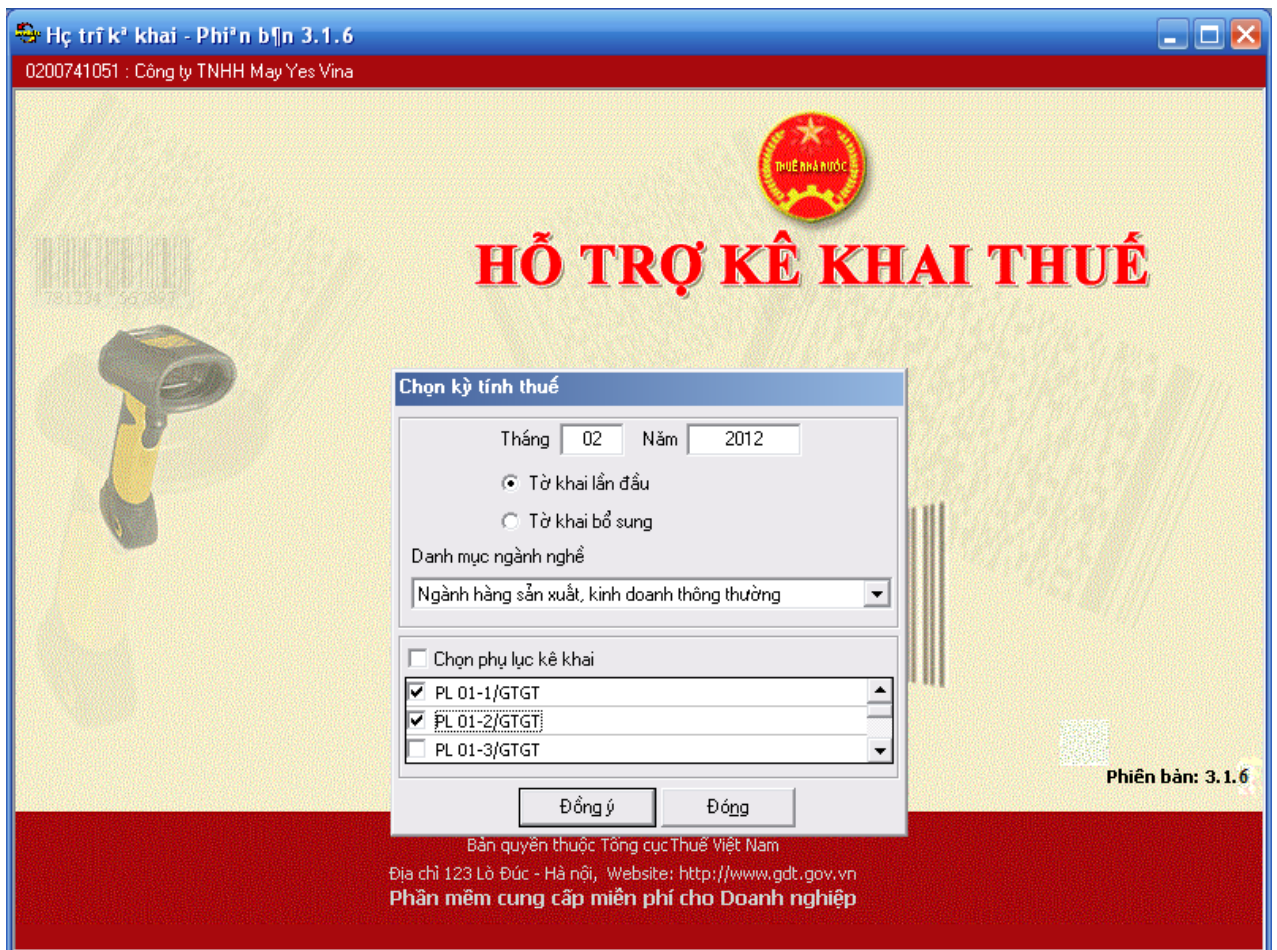 Hç trî kª khai - Phiªn b¶n 3.1.6
0200741051 : Công ty TNHH May Yes Vina
THUẾ NHÀ NƯỚC
HỖ TRỢ KÊ KHAI THUẾ
781234 567897
Chọn kỳ tính thuế
Tháng 02 Năm 2012
Tờ khai lần đầu
Tờ khai bổ sung
Danh mục ngành nghề
Ngành hàng sản xuất, kinh doanh thông thường
Chọn phụ lục kê khai
PL 01-1/GTGT
PL 01-2/GTGT
PL 01-3/GTGT
Phiên bản: 3.1.6
Đồng ý Đóng
Bản quyền thuộc Tổng cục Thuế Việt Nam
Địa chỉ 123 Lò Đúc - Hà nội, Website: http://www.gdt.gov.vn
Phần mềm cung cấp miễn phí cho Doanh nghiệp